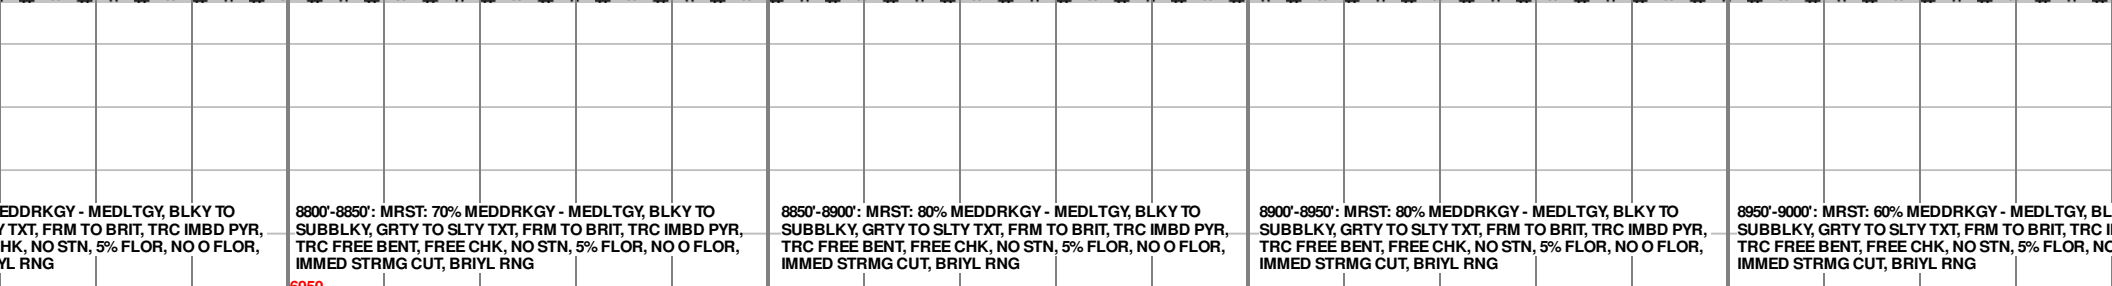 EDDRKGY - MEDLTGY, BLKY TO
TXT, FRM TO BRIT, TRC IMBD PYR,
HK, NO STN, 5% FLOR, NO O FLOR,
YL RNG
8800'-8850': MRST: 70% MEDDRKGY - MEDLTGY, BLKY TO
SUBBLKY, GRTY TO SLTY TXT, FRM TO BRIT, TRC IMBD PYR,
TRC FREE BENT, FREE CHK, NO STN, 5% FLOR, NO O FLOR,
IMMED STRMG CUT, BRIYL RNG
8850'-8900': MRST: 80% MEDDRKGY - MEDLTGY, BLKY TO
SUBBLKY, GRTY TO SLTY TXT, FRM TO BRIT, TRC IMBD PYR,
TRC FREE BENT, FREE CHK, NO STN, 5% FLOR, NO O FLOR,
IMMED STRMG CUT, BRIYL RNG
8900'-8950': MRST: 80% MEDDRKGY - MEDLTGY, BLKY TO
SUBBLKY, GRTY TO SLTY TXT, FRM TO BRIT, TRC IMBD PYR,
TRC FREE BENT, FREE CHK, NO STN, 5% FLOR, NO O FLOR,
IMMED STRMG CUT, BRIYL RNG
8950'-9000': MRST: 60% MEDDRKGY - MEDLTGY, BL
SUBBLKY, GRTY TO SLTY TXT, FRM TO BRIT, TRC I
TRC FREE BENT, FREE CHK, NO STN, 5% FLOR, NO
IMMED STRMG CUT, BRIYL RNG